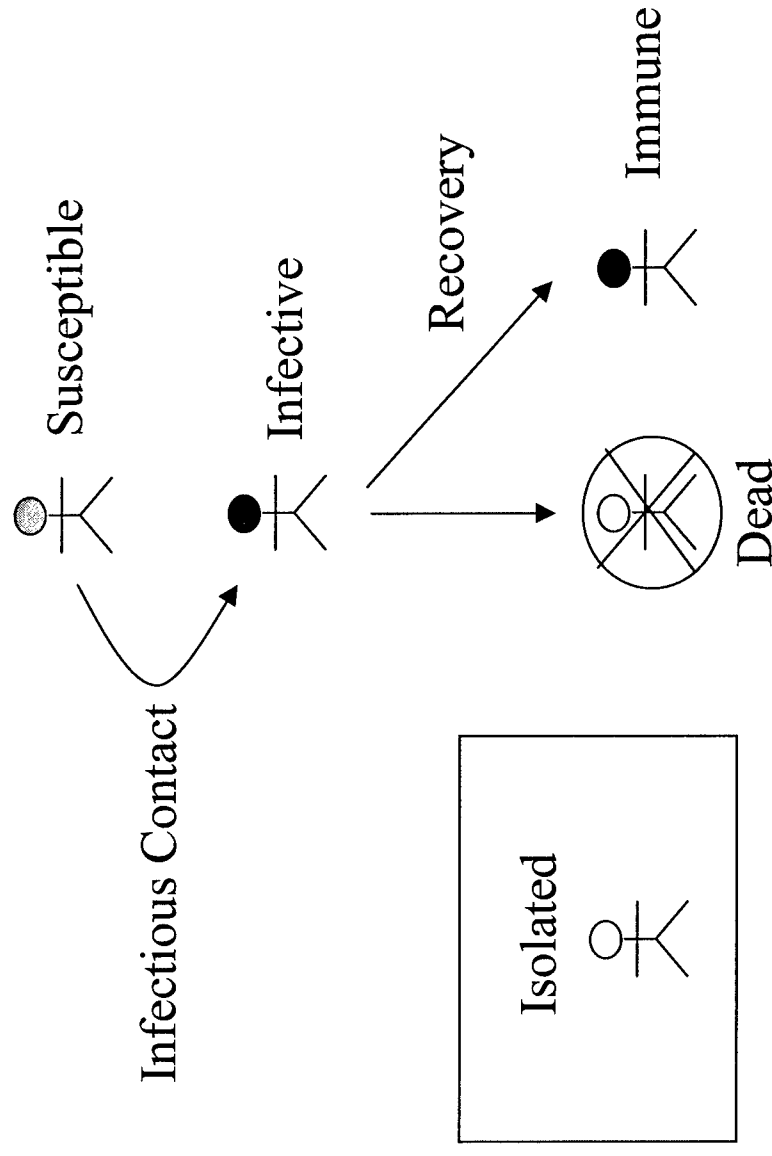 Susceptible
Infectious Contact
Infective
Recovery
Isolated
Immune
Dead